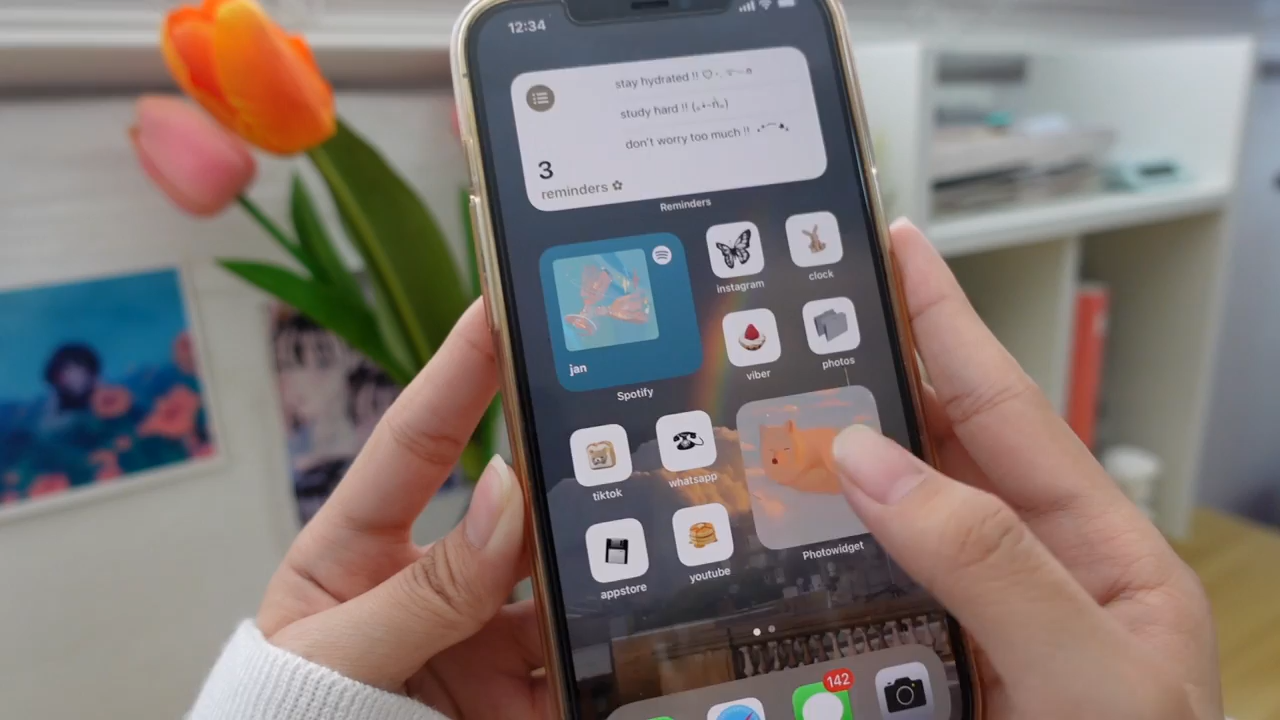 12:34
stay hydrated !!
study hard !!
don't worry too much !!
3
reminders ✿
Reminders
jan
Spotify
instagram
clock
viber
photos
tiktok
whatsapp
appstore
youtube
Photowidget
142